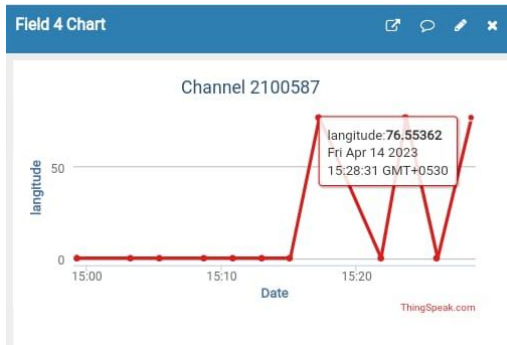 Field 4 Chart
Channel 2100587
langitude:76.55362
Fri Apr 14 2023
15:28:31 GMT+0530
langitude
50
0
15:00
15:10
15:20
Date
ThingSpeak.com